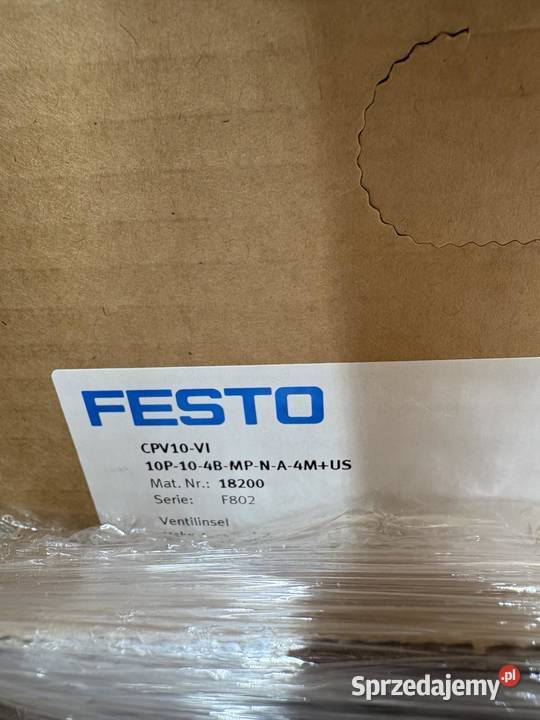 FESTO
CPV10-VI
10P-10-4B-MP-N-A-4M+US
Mat. Nr.: 18200
Serie: F802
Ventilinsel
Sprzedajemy.pl